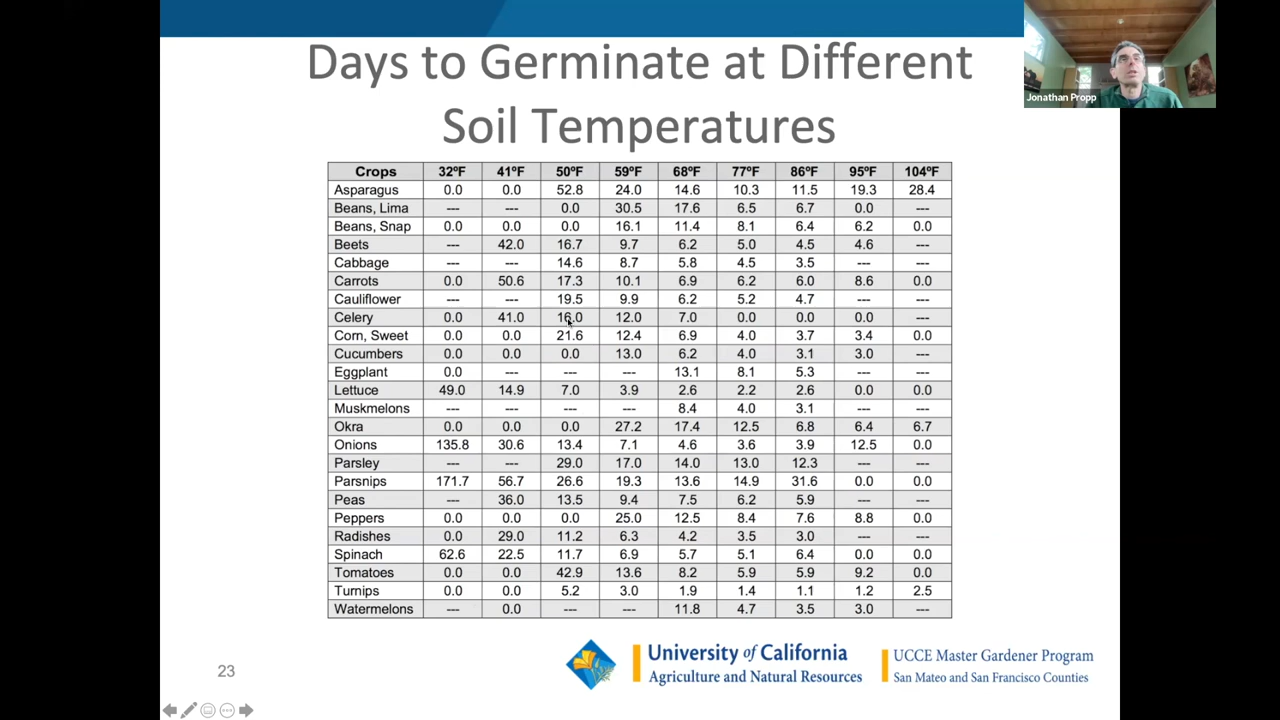 Days to Germinate at Different
Soil Temperatures
Jonathan Propp
Crops 32ºF 41ºF 50ºF 59ºF 68ºF 77ºF 86ºF 95ºF 104ºF
Asparagus 0.0 0.0 52.8 24.0 14.6 10.3 11.5 19.3 28.4
Beans, Lima --- --- 0.0 30.5 17.6 6.5 6.7 0.0 ---
Beans, Snap 0.0 0.0 0.0 16.1 11.4 8.1 6.4 6.2 0.0
Beets --- 42.0 16.7 9.7 6.2 5.0 4.5 4.6 ---
Cabbage --- --- 14.6 8.7 5.8 4.5 3.5 --- ---
Carrots 0.0 50.6 17.3 10.1 6.9 6.2 6.0 8.6 0.0
Cauliflower --- --- 19.5 9.9 6.2 5.2 4.7 --- ---
Celery 0.0 41.0 16.0 12.0 7.0 0.0 0.0 0.0 ---
Corn, Sweet 0.0 0.0 21.6 12.4 6.9 4.0 3.7 3.4 0.0
Cucumbers 0.0 0.0 0.0 13.0 6.2 4.0 3.1 3.0 ---
Eggplant 0.0 --- --- --- 13.1 8.1 5.3 --- ---
Lettuce 49.0 14.9 7.0 3.9 2.6 2.2 2.6 0.0 0.0
Muskmelons --- --- --- --- 8.4 4.0 3.1 --- ---
Okra 0.0 0.0 0.0 27.2 17.4 12.5 6.8 6.4 6.7
Onions 135.8 30.6 13.4 7.1 4.6 3.6 3.9 12.5 0.0
Parsley --- --- 29.0 17.0 14.0 13.0 12.3 --- ---
Parsnips 171.7 56.7 26.6 19.3 13.6 14.9 31.6 0.0 0.0
Peas --- 36.0 13.5 9.4 7.5 6.2 5.9 --- ---
Peppers 0.0 0.0 0.0 25.0 12.5 8.4 7.6 8.8 0.0
Radishes 0.0 29.0 11.2 6.3 4.2 3.5 3.0 --- ---
Spinach 62.6 22.5 11.7 6.9 5.7 5.1 6.4 0.0 0.0
Tomatoes 0.0 0.0 42.9 13.6 8.2 5.9 5.9 9.2 0.0
Turnips 0.0 0.0 5.2 3.0 1.9 1.4 1.1 1.2 2.5
Watermelons --- 0.0 --- --- 11.8 4.7 3.5 3.0 ---
23
University of California
Agriculture and Natural Resources
UCCE Master Gardener Program
San Mateo and San Francisco Counties